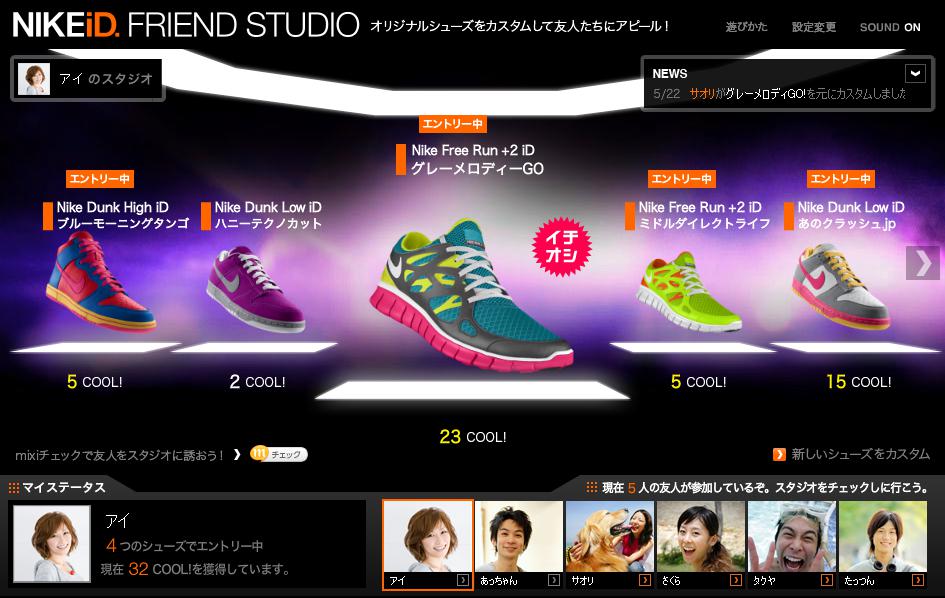 NIKEiD. FRIEND STUDIO オリジナルシューズをカスタムして友人たちにアピール！
遊びかた 設定変更 SOUND ON
アイ のスタジオ
NEWS
5/22 サオリがグレーメロディGO!を元にカスタムしました
エントリー中
Nike Free Run +2 iD
グレーメロディーGO
イチ
オシ
エントリー中
Nike Dunk High iD
ブルーモーニングタンゴ
Nike Dunk Low iD
ハニーテクノカット
エントリー中
Nike Free Run +2 iD
ミドルダイレクトライフ
エントリー中
Nike Dunk Low iD
あのクラッシュ.jp
5 COOL!
2 COOL!
23 COOL!
5 COOL!
15 COOL!
mixiチェックで友人をスタジオに誘おう！
m チェック
新しいシューズをカスタム
マイステータス
現在 5 人の友人が参加しているぞ。スタジオをチェックしに行こう。
アイ
4 つのシューズでエントリー中
現在 32 COOL!を獲得しています。
アイ
あっちゃん
サオリ
さくら
タクヤ
たっつん